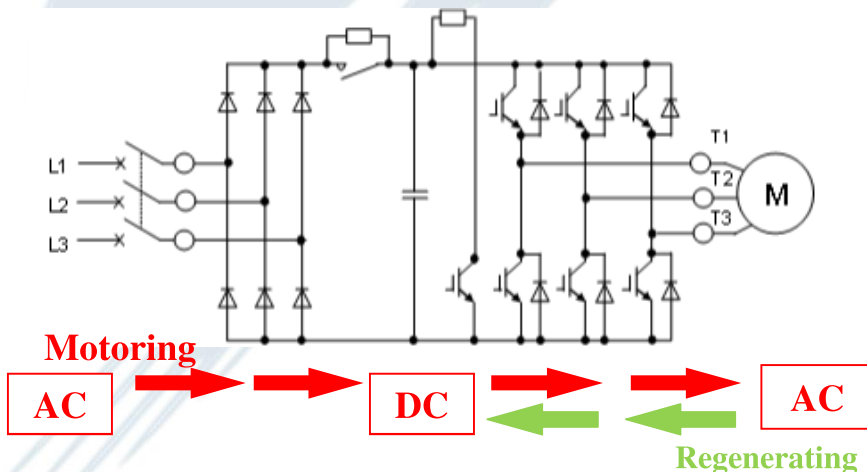 L1
L2
L3
T1
T2
T3
M
Motoring
AC
DC
AC
Regenerating